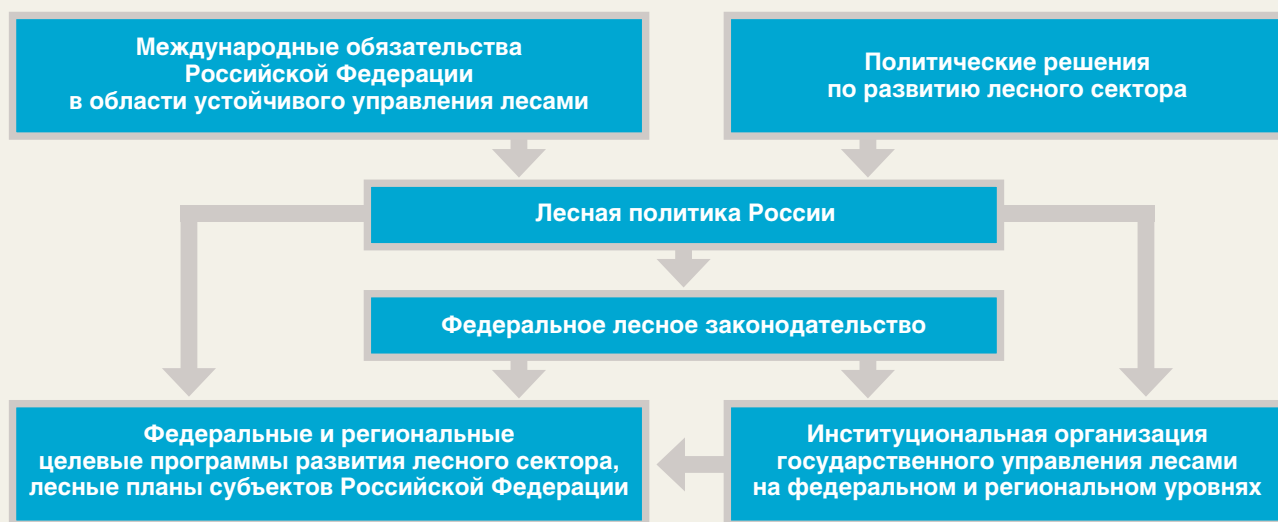 Международные обязательства
Российской Федерации
в области устойчивого управления лесами
Политические решения
по развитию лесного сектора
Лесная политика России
Федеральное лесное законодательство
Федеральные и региональные
целевые программы развития лесного сектора,
лесные планы субъектов Российской Федерации
Институциональная организация
государственного управления лесами
на федеральном и региональном уровнях